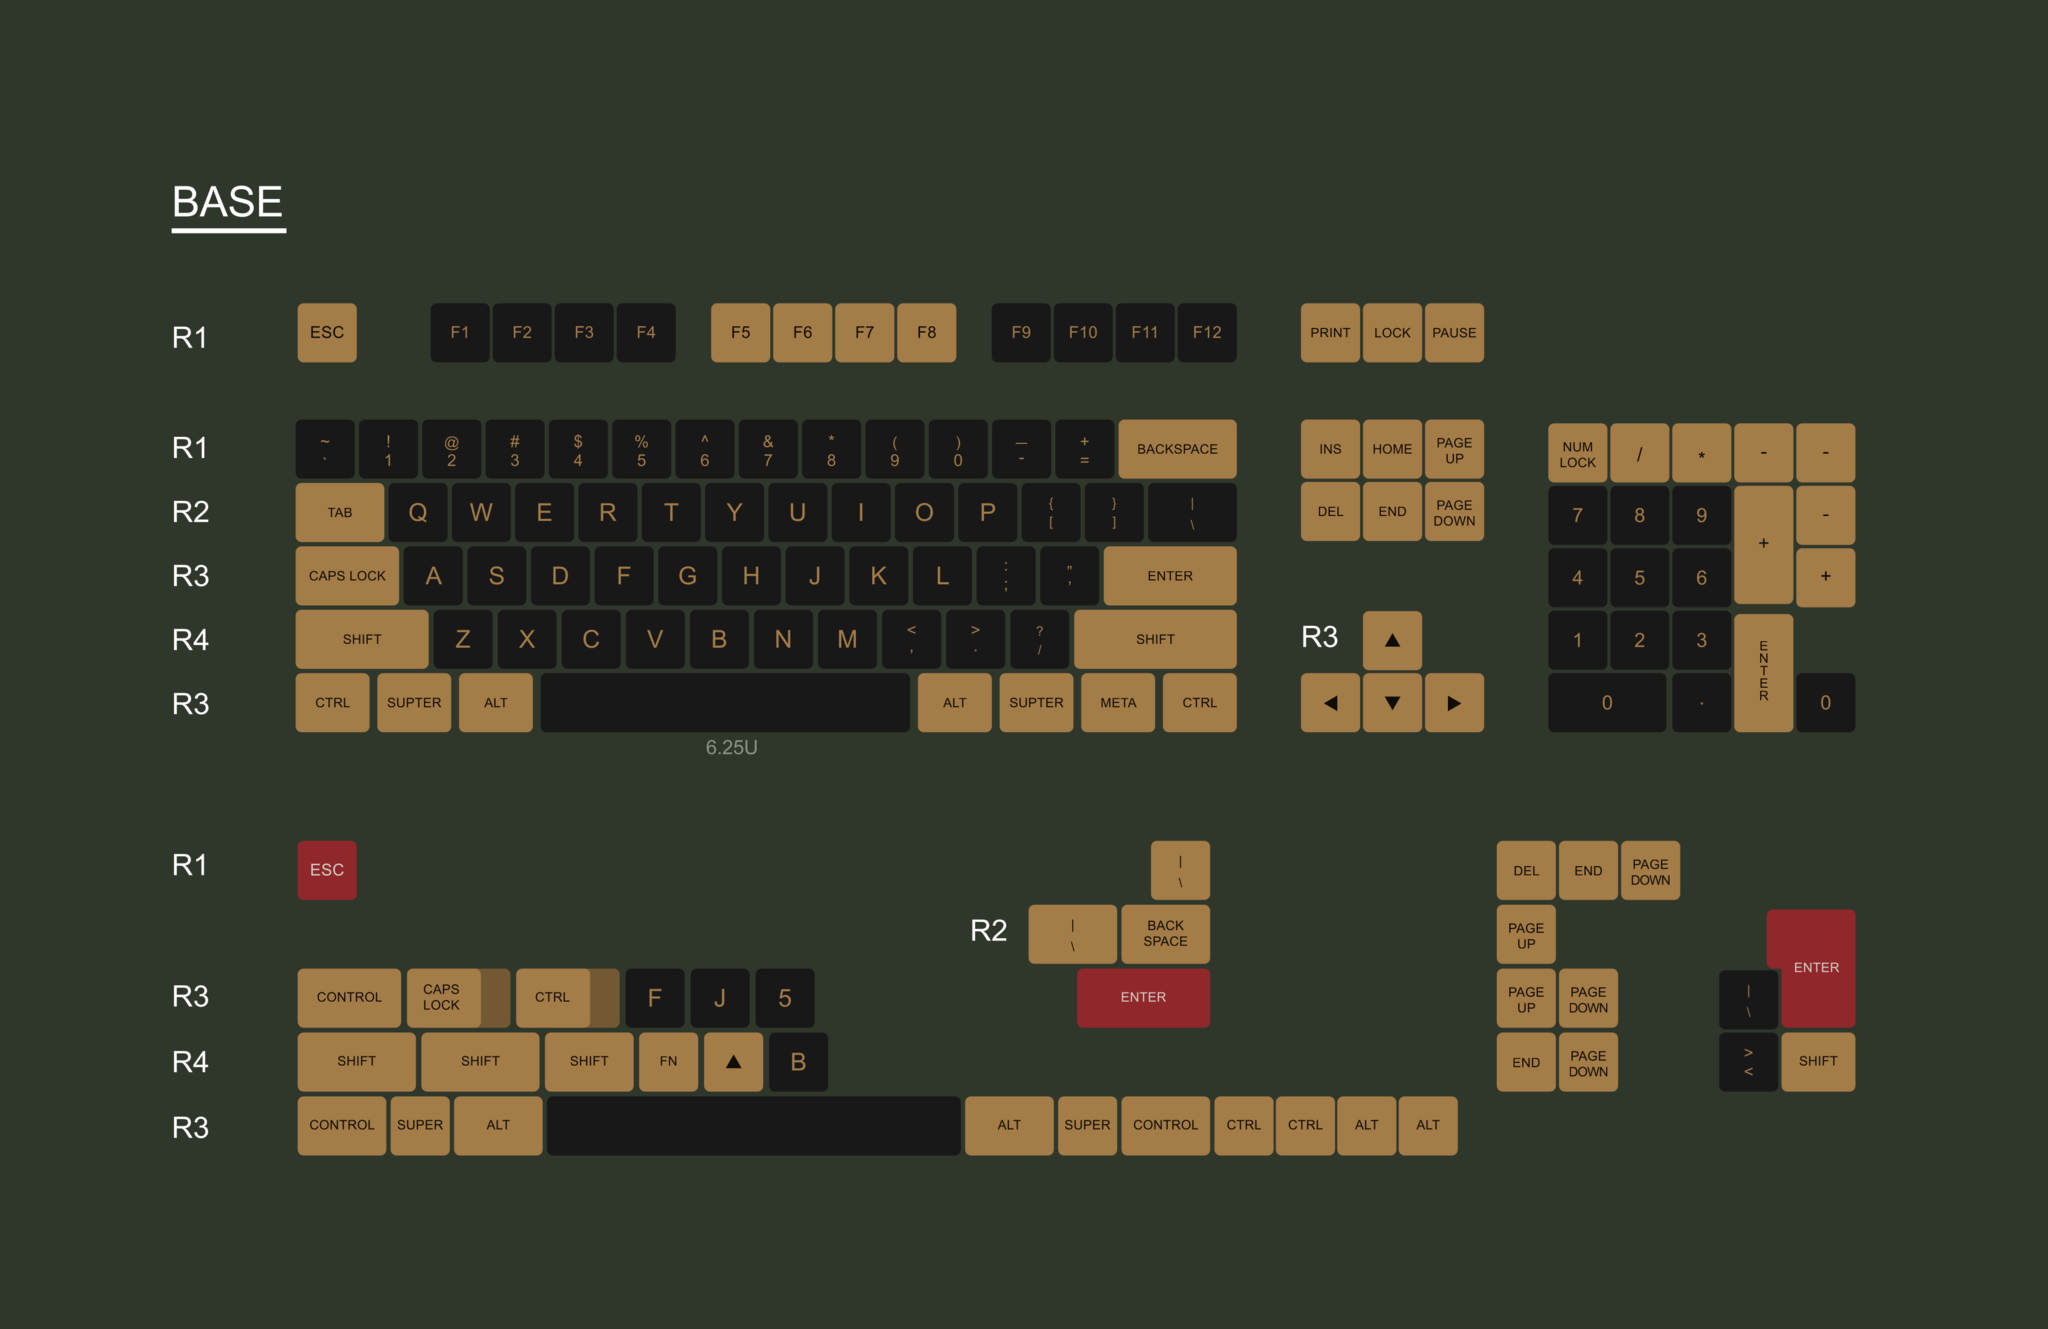 BASE
R1 ESC F1 F2 F3 F4 F5 F6 F7 F8 F9 F10 F11 F12 PRINT LOCK PAUSE
R1 ~ ` ! 1 @ 2 # 3 $ 4 % 5 ^ 6 & 7 * 8 ( 9 ) 0 — - + = BACKSPACE INS HOME PAGE UP NUM LOCK / * - -
R2 TAB Q W E R T Y U I O P { [ } ] | \ DEL END PAGE DOWN 7 8 9 + -
R3 CAPS LOCK A S D F G H J K L : ; " ' ENTER 4 5 6 +
R4 SHIFT Z X C V B N M < , > . ? / SHIFT R3 ▲ 1 2 3 ENTER
R3 CTRL SUPTER ALT ALT SUPTER META CTRL ◀ ▼ ▶ 0 . 0
6.25U
R1 ESC | \ DEL END PAGE DOWN
R2 | \ BACK SPACE PAGE UP ENTER
R3 CONTROL CAPS LOCK CTRL F J 5 ENTER PAGE UP PAGE DOWN | \
R4 SHIFT SHIFT SHIFT FN ▲ B END PAGE DOWN > < SHIFT
R3 CONTROL SUPER ALT ALT SUPER CONTROL CTRL CTRL ALT ALT